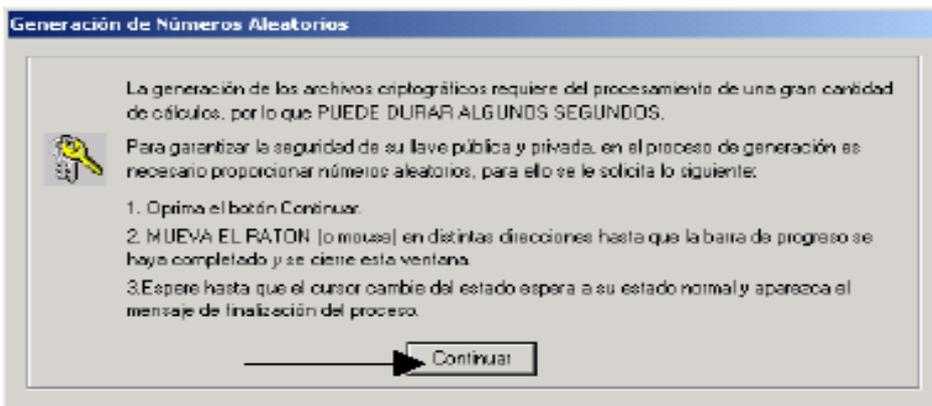 Generación de Números Aleatorios
La generación de los archivos criptográficos requiere del procesamiento de una gran cantidad
de cálculos, por lo que PUEDE DURAR ALGUNOS SEGUNDOS.
Para garantizar la seguridad de su llave pública y privada, en el proceso de generación es
necesario proporcionar números aleatorios, para ello se le solicita lo siguiente:
1. Oprima el botón Continuar.
2. MUEVA EL RATON (o mouse) en distintas direcciones hasta que la barra de progreso se
haya completado y se cierre esta ventana.
3.Espere hasta que el cursor cambie del estado espera a su estado normal y aparezca el
mensaje de finalización del proceso.
Continuar